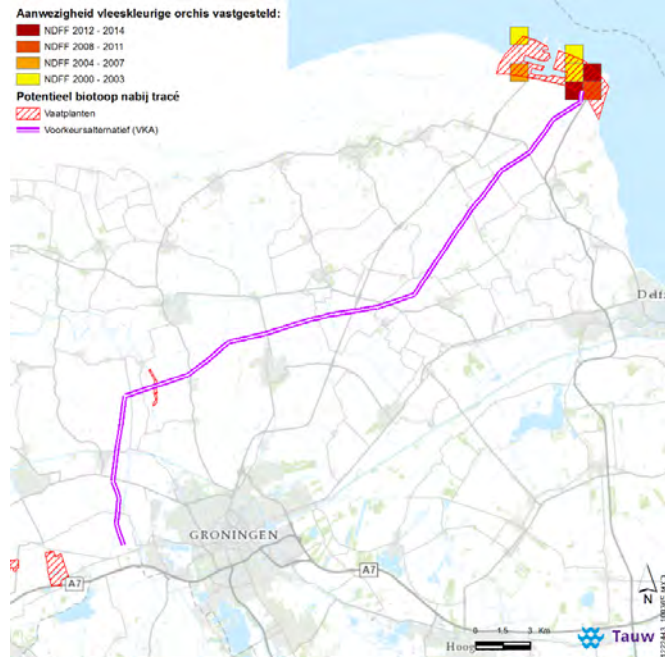 Aanwezigheid vleeskleurige orchis vastgesteld:
NDFF 2012 - 2014
NDFF 2008 - 2011
NDFF 2004 - 2007
NDFF 2000 - 2003
Potentieel biotoop nabij tracé
Vaatplanten
Voorkeursalternatief (VKA)
Delf
GRONINGEN
A7
A7
N
0 1.5 3 Km
Hoog
Tauw